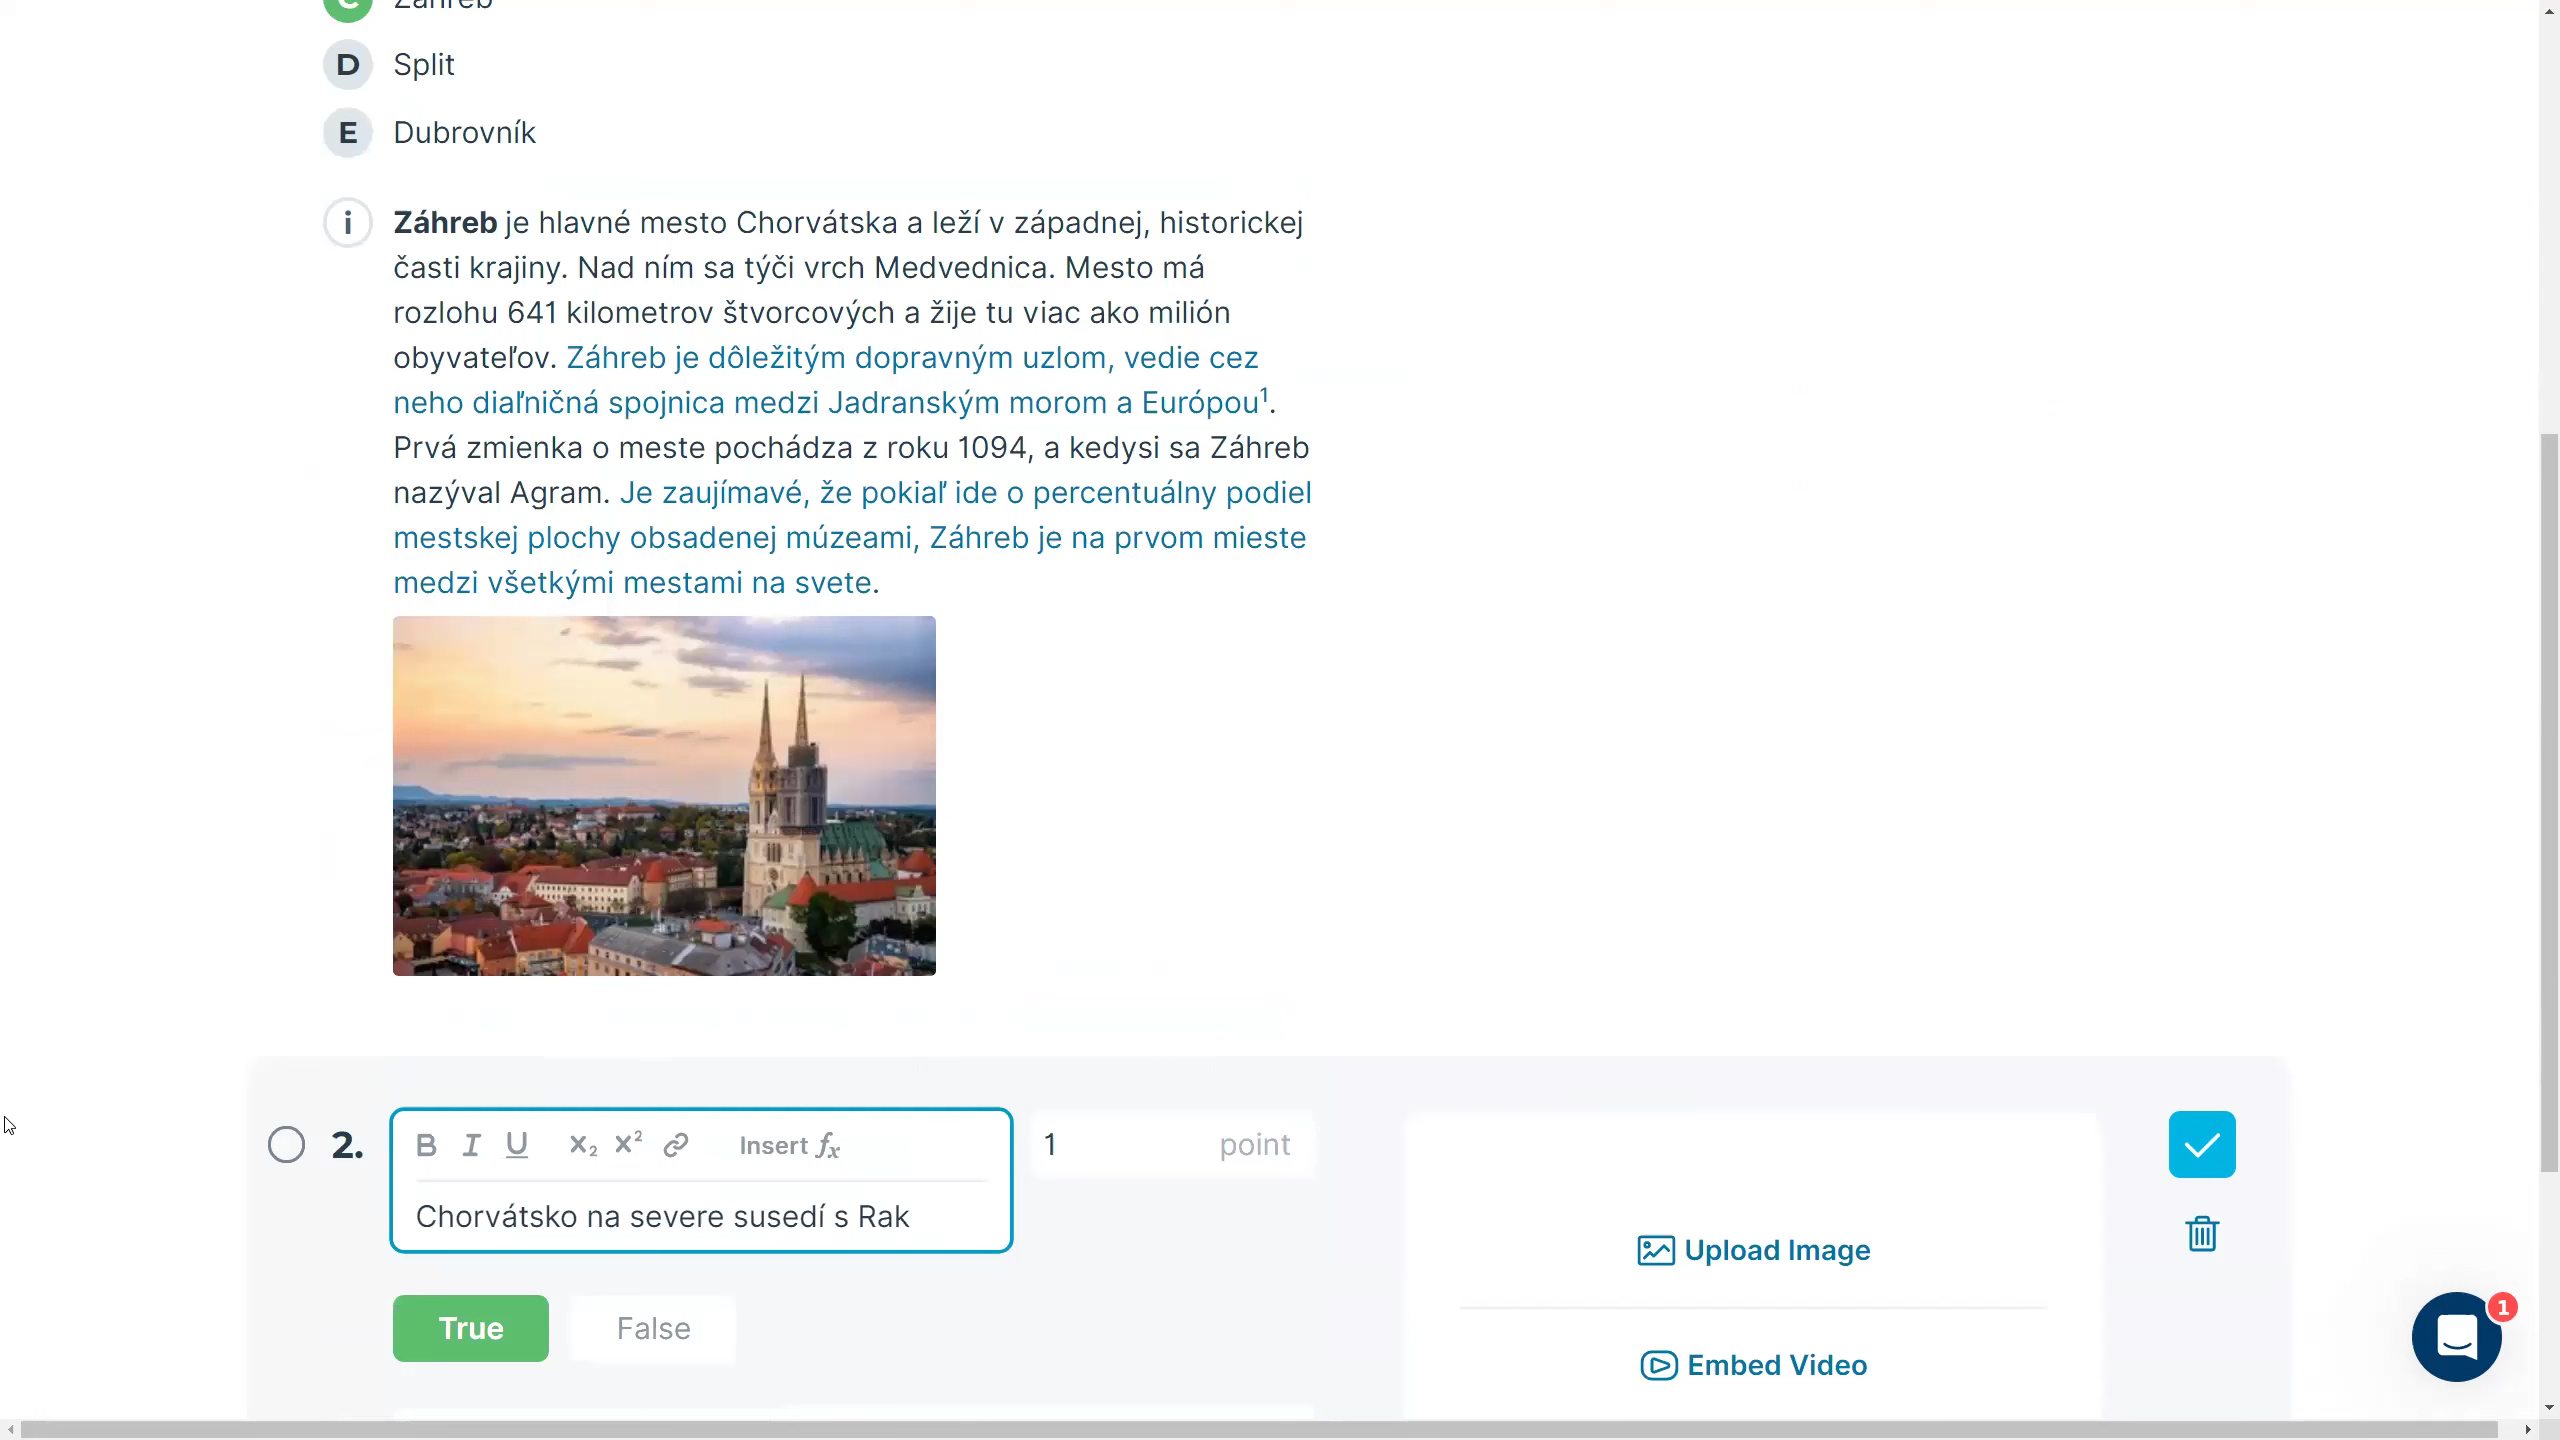 C Záhreb
D Split
E Dubrovník
i Záhreb je hlavné mesto Chorvátska a leží v západnej, historickej
časti krajiny. Nad ním sa týči vrch Medvednica. Mesto má
rozlohu 641 kilometrov štvorcových a žije tu viac ako milión
obyvateľov. Záhreb je dôležitým dopravným uzlom, vedie cez
neho diaľničná spojnica medzi Jadranským morom a Európou¹.
Prvá zmienka o meste pochádza z roku 1094, a kedysi sa Záhreb
nazýval Agram. Je zaujímavé, že pokiaľ ide o percentuálny podiel
mestskej plochy obsadenej múzeami, Záhreb je na prvom mieste
medzi všetkými mestami na svete.
2. B I U X₂ X² Insert fx
1 point
Chorvátsko na severe susedí s Rak
Upload Image
True False
Embed Video
1